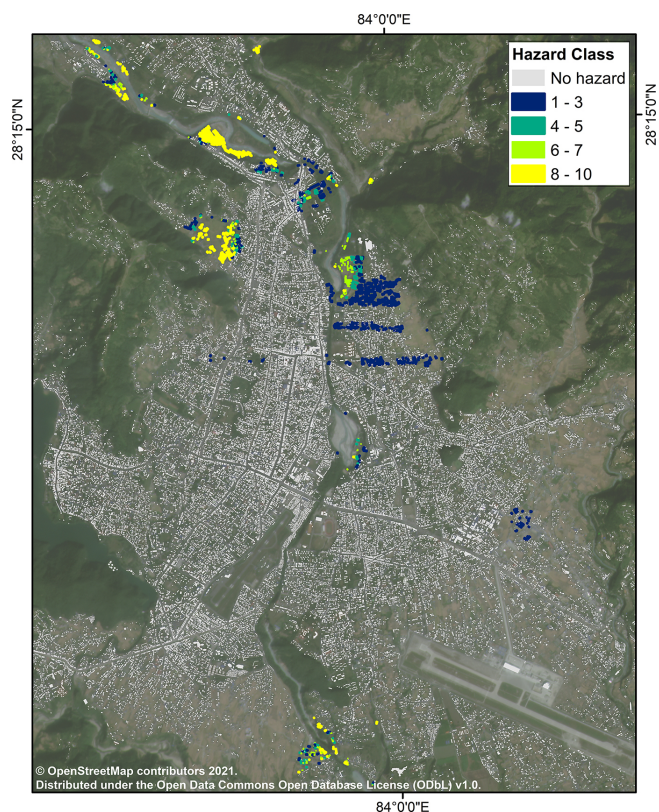 84°0'0"E
Hazard Class
No hazard
1 - 3
4 - 5
6 - 7
8 - 10
28°15'0"N
28°15'0"N
© OpenStreetMap contributors 2021.
Distributed under the Open Data Commons Open Database License (ODbL) v1.0.
84°0'0"E